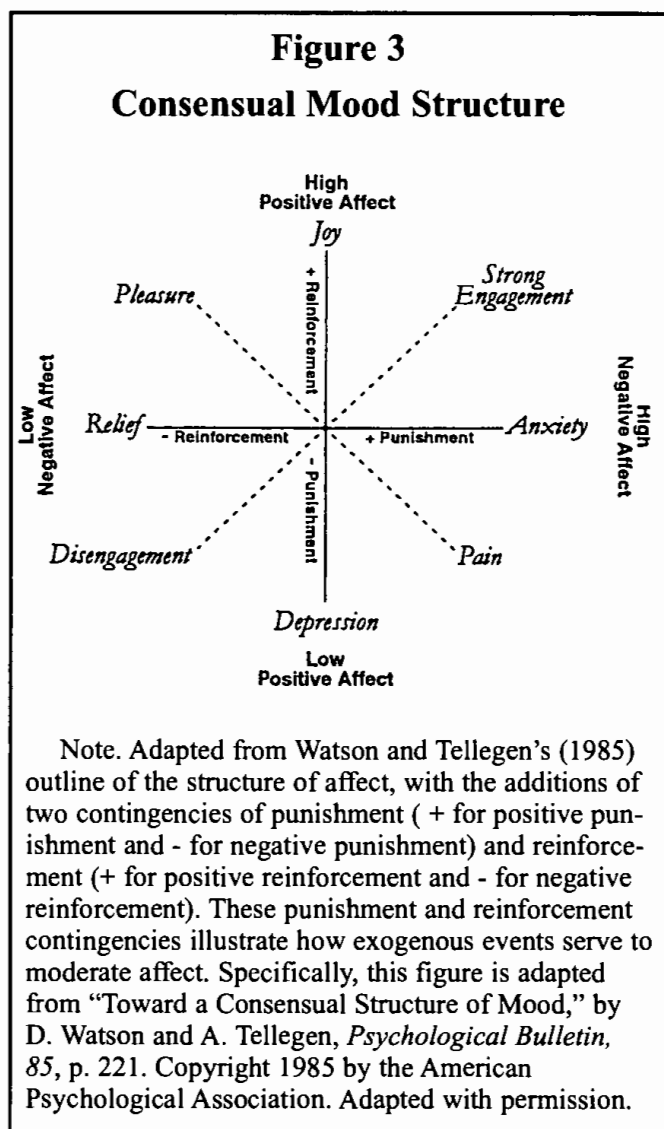 Figure 3
Consensual Mood Structure
High
Positive Affect
Joy
+ Reinforcement
Pleasure
Strong
Engagement
Low
Negative Affect
Relief
- Reinforcement
+ Punishment
Anxiety
High
Negative Affect
- Punishment
Disengagement
Pain
Depression
Low
Positive Affect
Note. Adapted from Watson and Tellegen's (1985)
outline of the structure of affect, with the additions of
two contingencies of punishment ( + for positive pun-
ishment and - for negative punishment) and reinforce-
ment (+ for positive reinforcement and - for negative
reinforcement). These punishment and reinforcement
contingencies illustrate how exogenous events serve to
moderate affect. Specifically, this figure is adapted
from "Toward a Consensual Structure of Mood," by
D. Watson and A. Tellegen, Psychological Bulletin,
85, p. 221. Copyright 1985 by the American
Psychological Association. Adapted with permission.